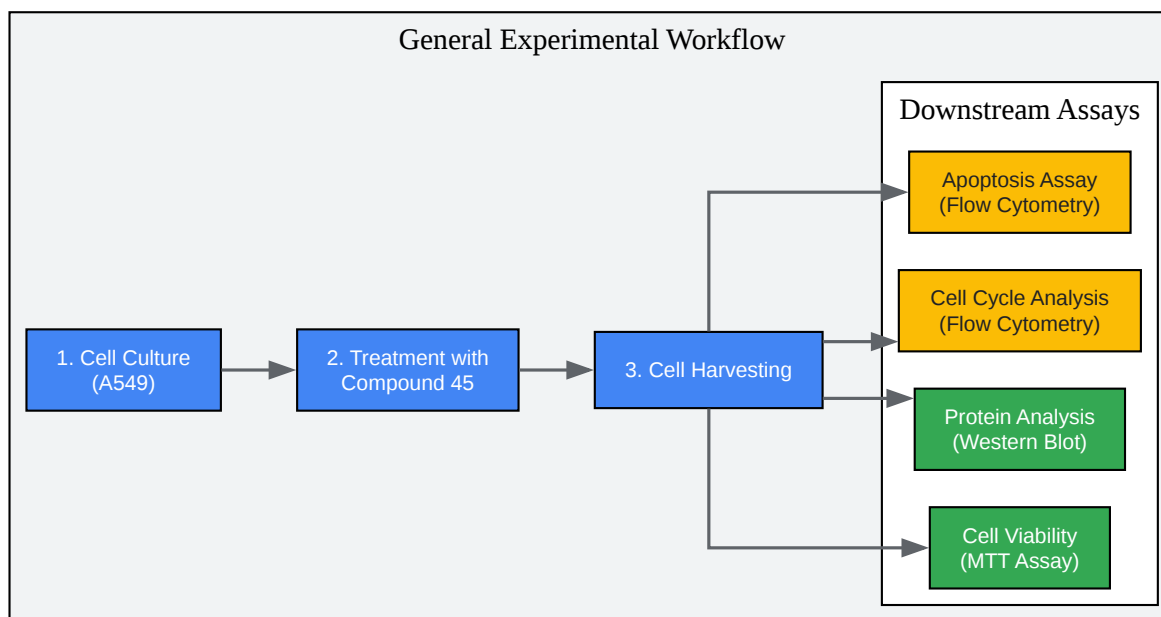 General Experimental Workflow
Downstream Assays
Apoptosis Assay
(Flow Cytometry)
Cell Cycle Analysis
(Flow Cytometry)
1. Cell Culture
(A549)
2. Treatment with
Compound 45
3. Cell Harvesting
Protein Analysis
(Western Blot)
Cell Viability
(MTT Assay)